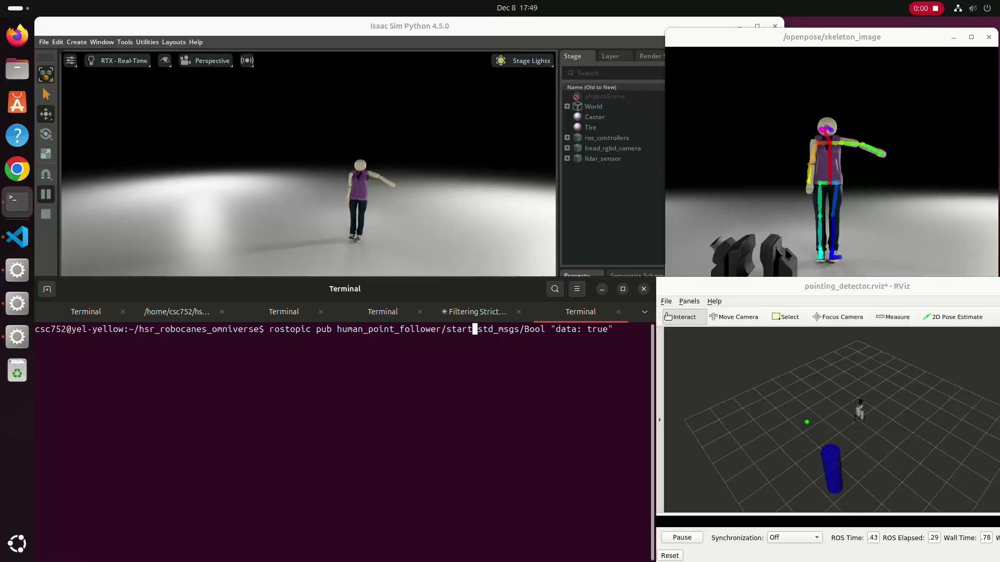 Dec 8 17:49
0:00
Isaac Sim Python 4.5.0
File Edit Create Window Tools Utilities Layouts Help
RTX - Real-Time
Perspective
Stage Lights
Stage
Layer
Render S
Search
Name (Old to New)
physicsScene
World
Caster
Tire
ros_controllers
head_rgbd_camera
lidar_sensor
Property
Semantics Schem
/openpose/skeleton_image
Terminal
Terminal
/home/csc752/hs...
Terminal
Terminal
✳ Filtering Strict...
Terminal
csc752@yel-yellow:~/hsr_robocanes_omniverse$ rostopic pub human_point_follower/start std_msgs/Bool "data: true"
pointing_detector.rviz* - RViz
File Panels Help
Interact
Move Camera
Select
Focus Camera
Measure
2D Pose Estimate
Pause
Synchronization: Off
ROS Time: .43 ROS Elapsed: .29 Wall Time: .78 W
Reset